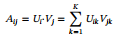 A_{ij} = U_i · V_j = \sum_{k=1}^{K} U_{ik} V_{jk}